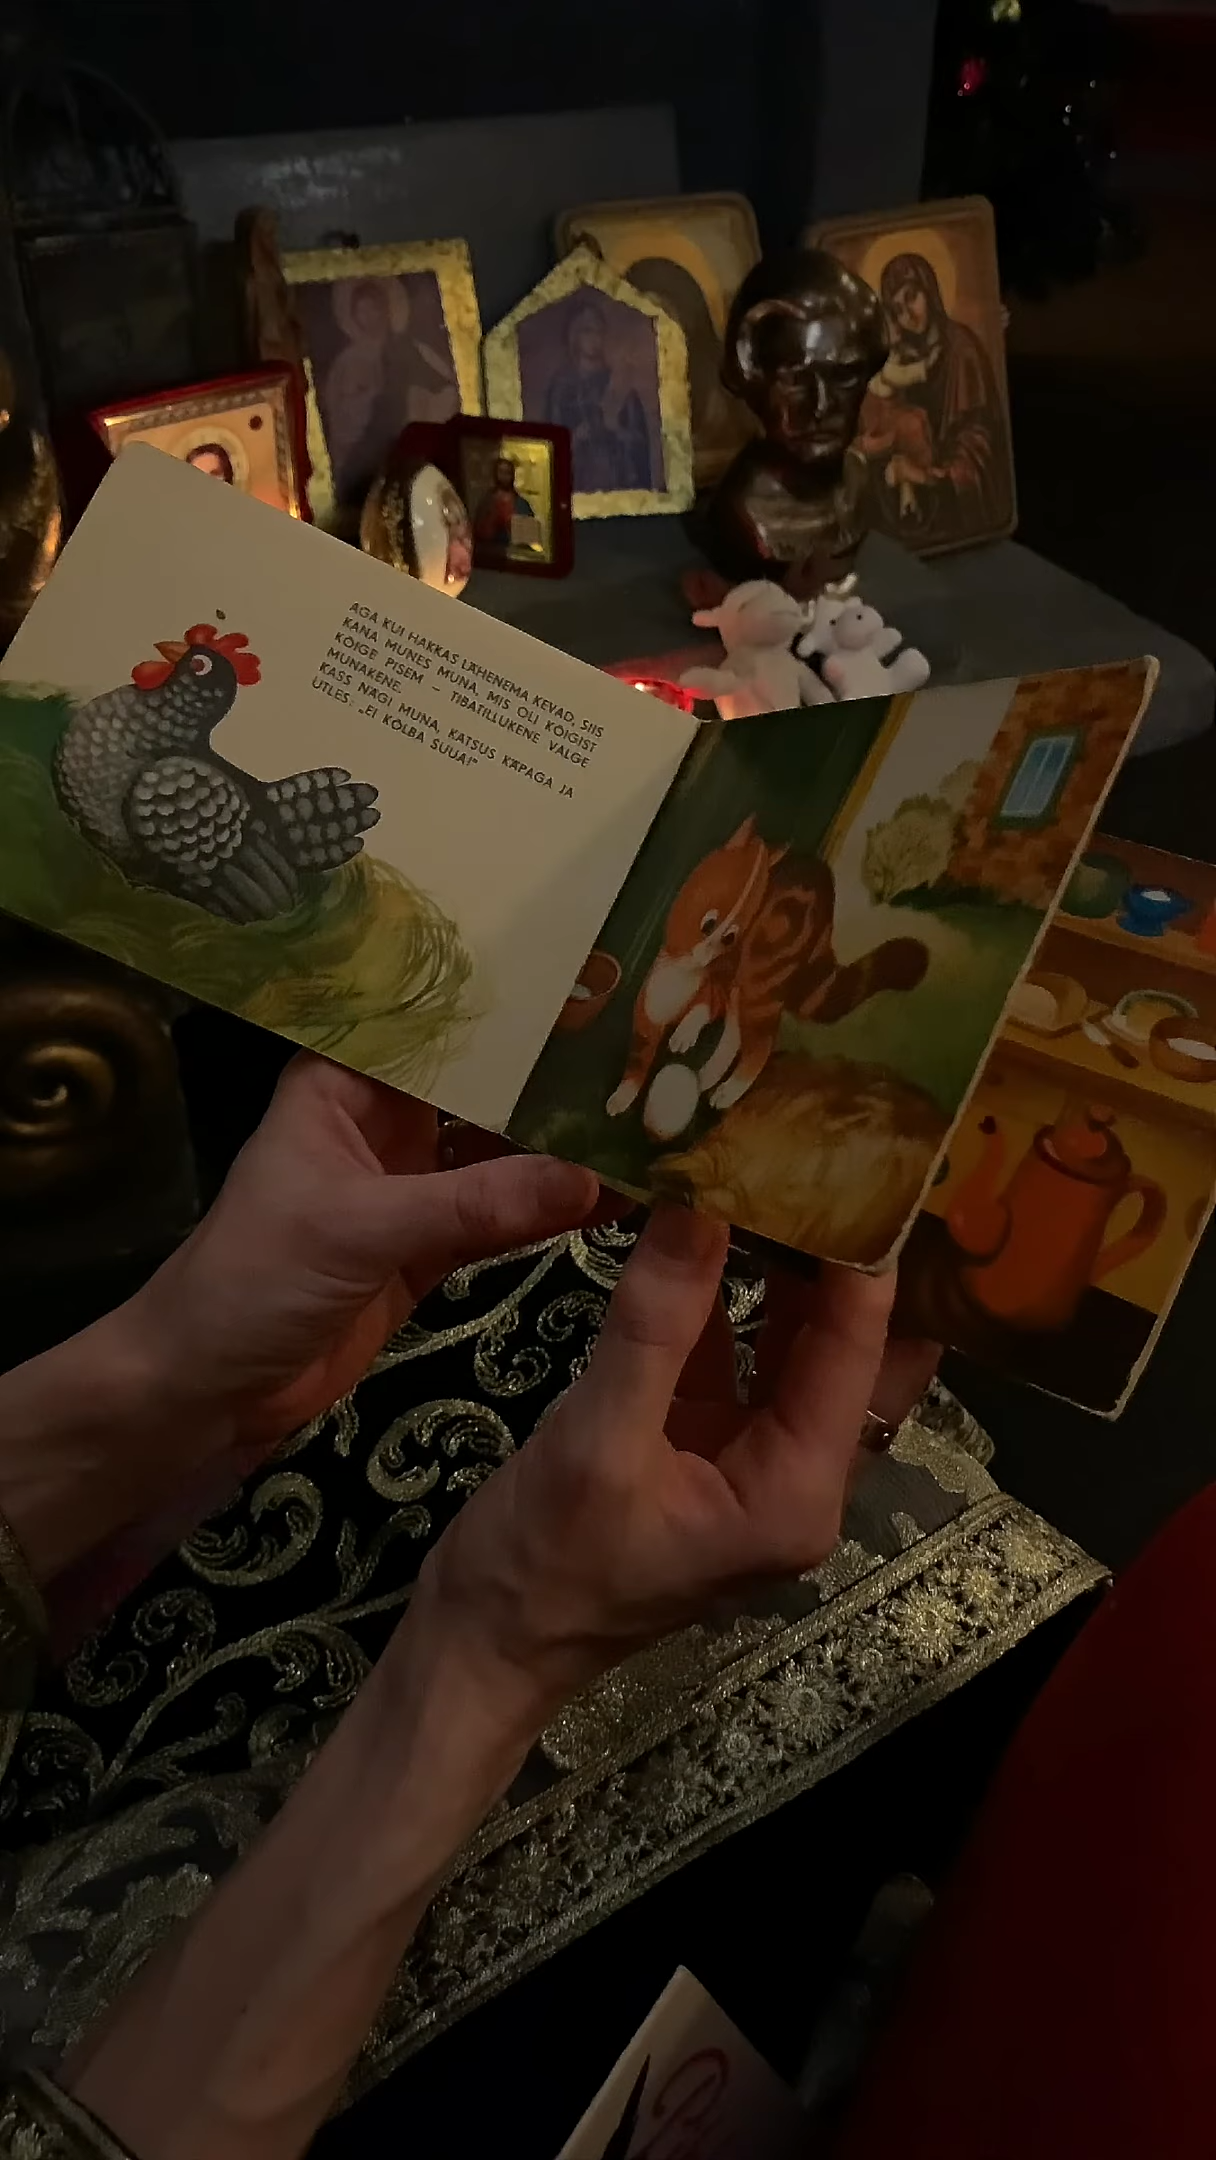 AGA KUI HAKKAS LÄHENEMA KEVAD, SIIS
KANA MUNES MUNA, MIS OLI KÕIGIST
KÕIGE PISEM – TIBATILLUKENE VALGE
MUNAKENE.
KASS NÄGI MUNA, KATSUS KÄPAGA JA
ÜTLES: „EI KÕLBA SÜÜA!"